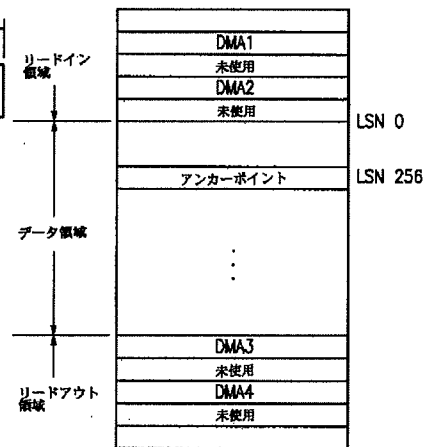 DMA1
リードイン
領域
未使用
DMA2
未使用
LSN 0
アンカーポイント
LSN 256
データ領域
DMA3
未使用
リードアウト
領域
DMA4
未使用